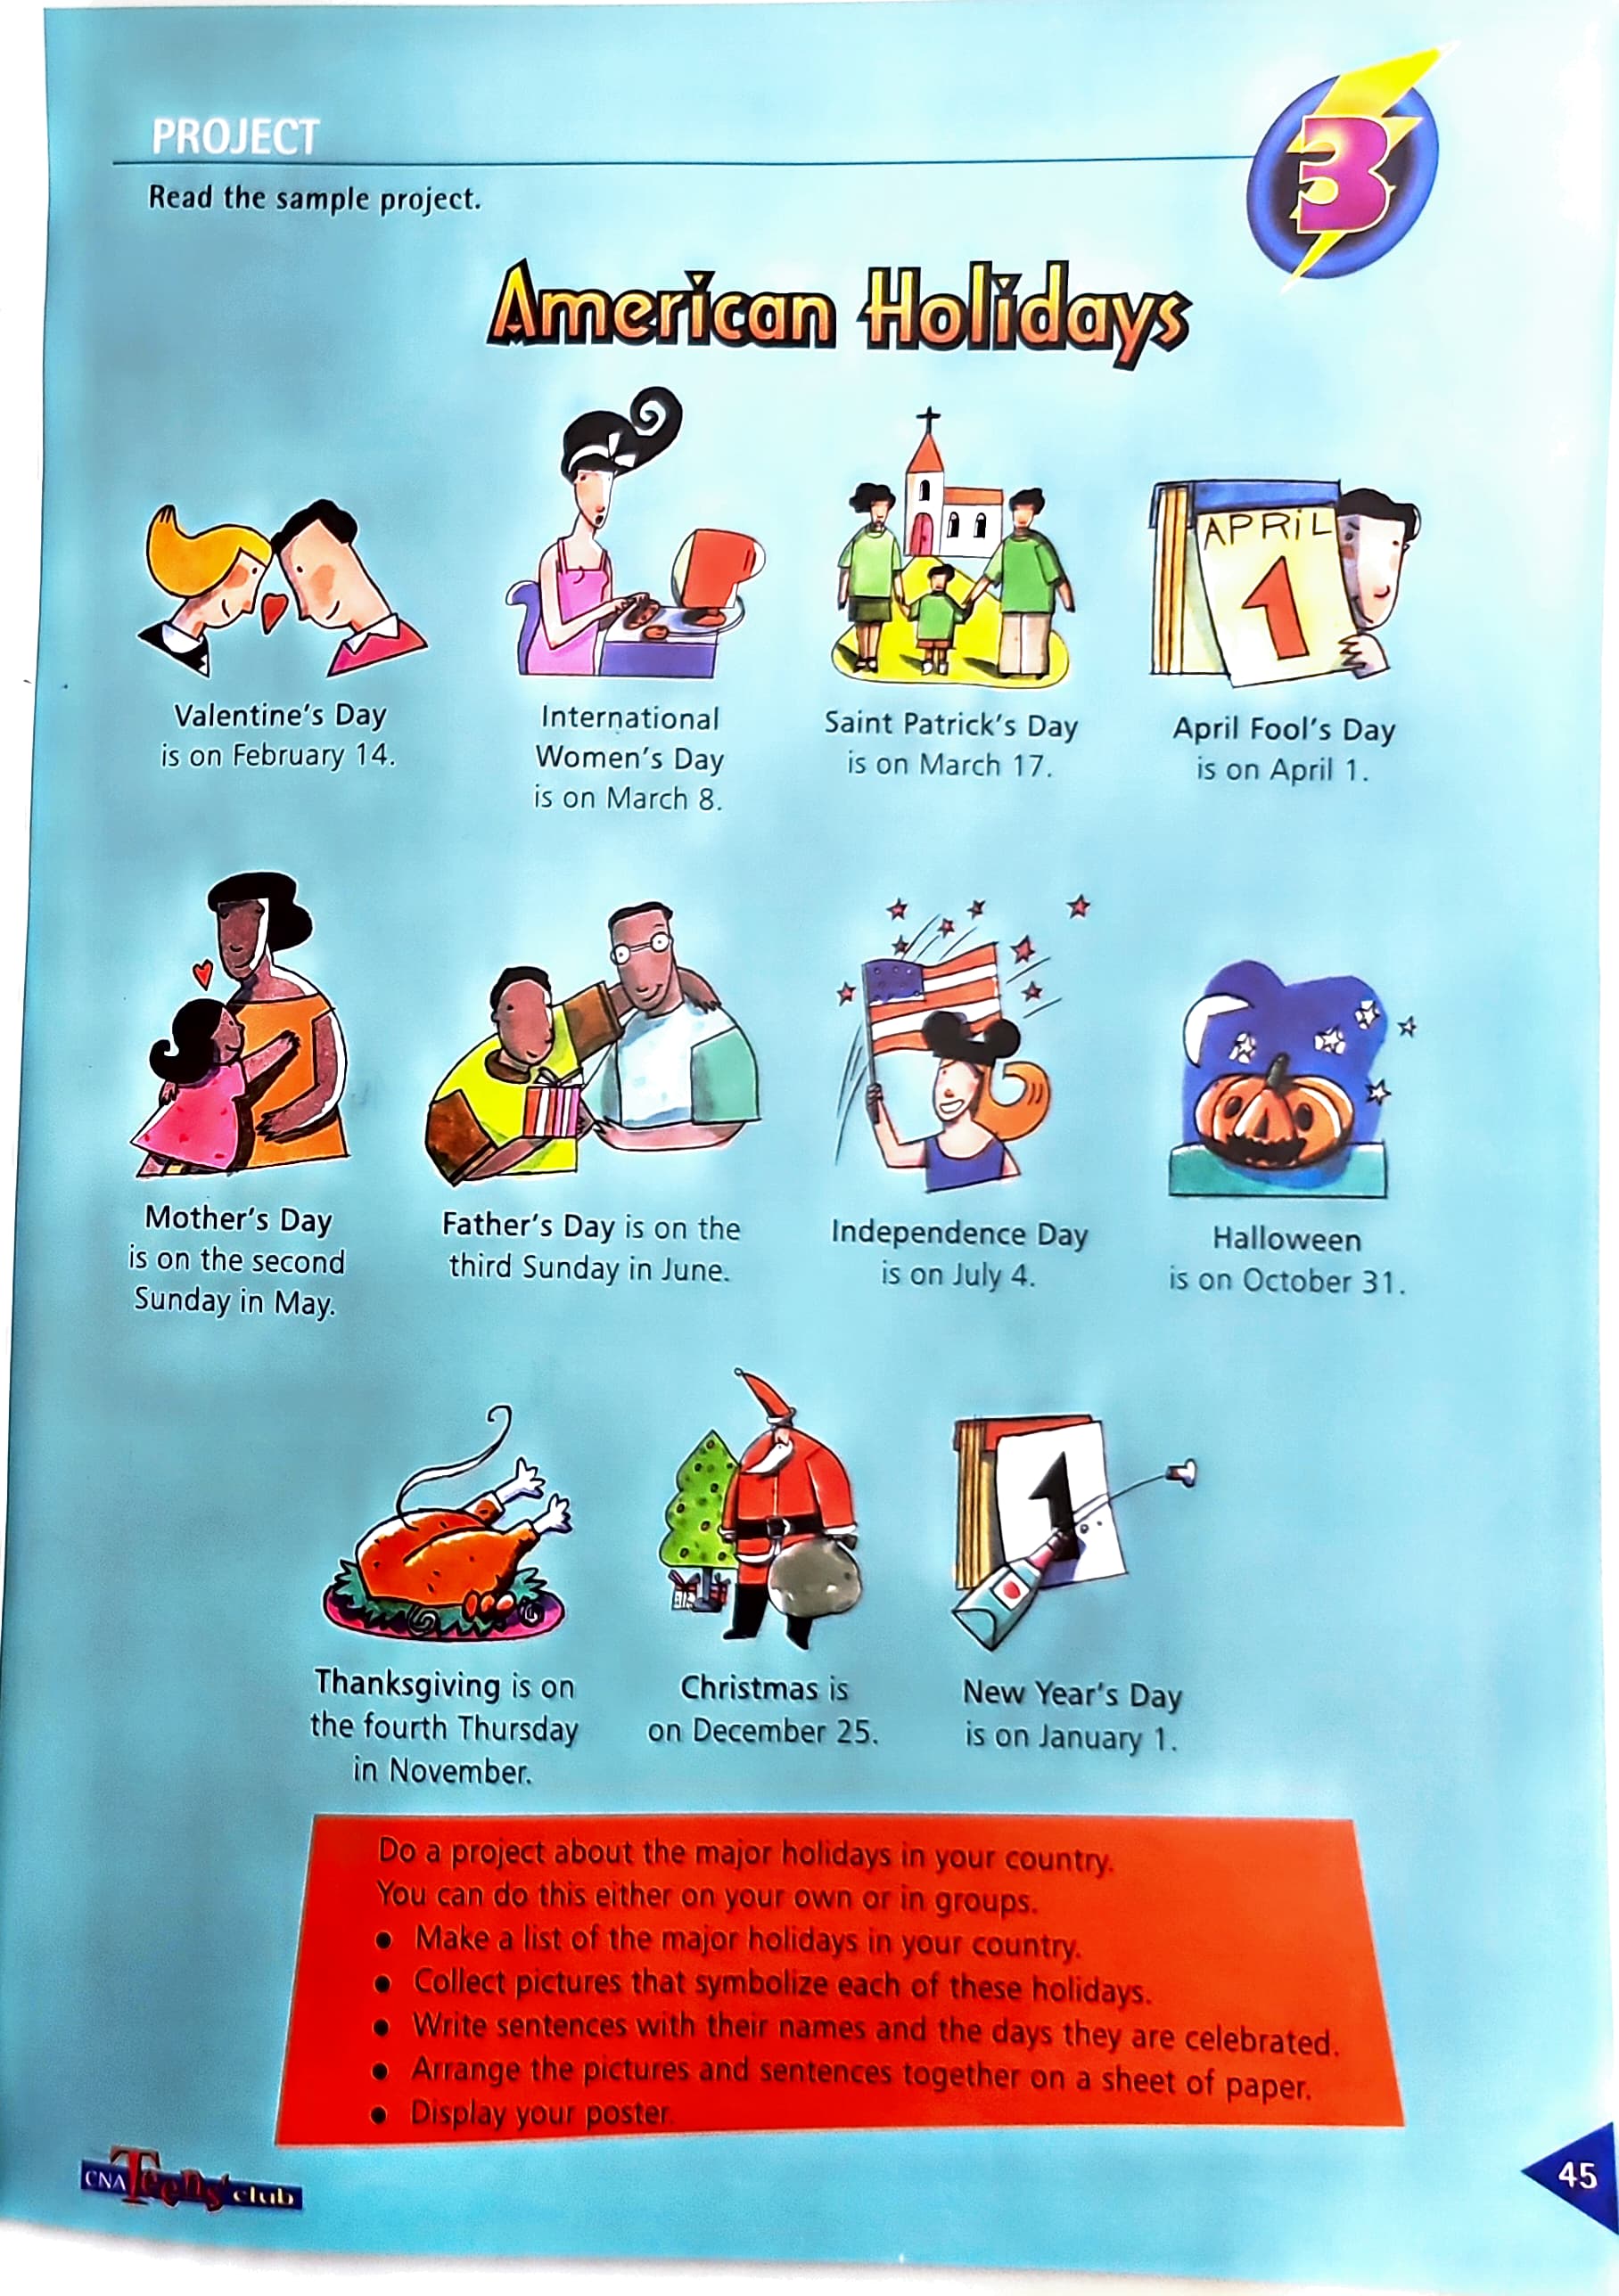 PROJECT
3
Read the sample project.
American Holidays
APRIL
1
Valentine's Day
is on February 14.
International
Women's Day
is on March 8.
Saint Patrick's Day
is on March 17.
April Fool's Day
is on April 1.
Mother's Day
is on the second
Sunday in May.
Father's Day is on the
third Sunday in June.
Independence Day
is on July 4.
Halloween
is on October 31.
1
Thanksgiving is on
the fourth Thursday
in November.
Christmas is
on December 25.
New Year's Day
is on January 1.
Do a project about the major holidays in your country.
You can do this either on your own or in groups.
● Make a list of the major holidays in your country.
● Collect pictures that symbolize each of these holidays.
● Write sentences with their names and the days they are celebrated.
● Arrange the pictures and sentences together on a sheet of paper.
● Display your poster.
CNA Teens' club
45